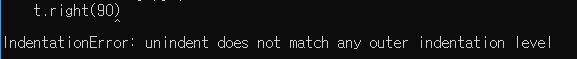 t.right(90)
^
IndentationError: unindent does not match any outer indentation level